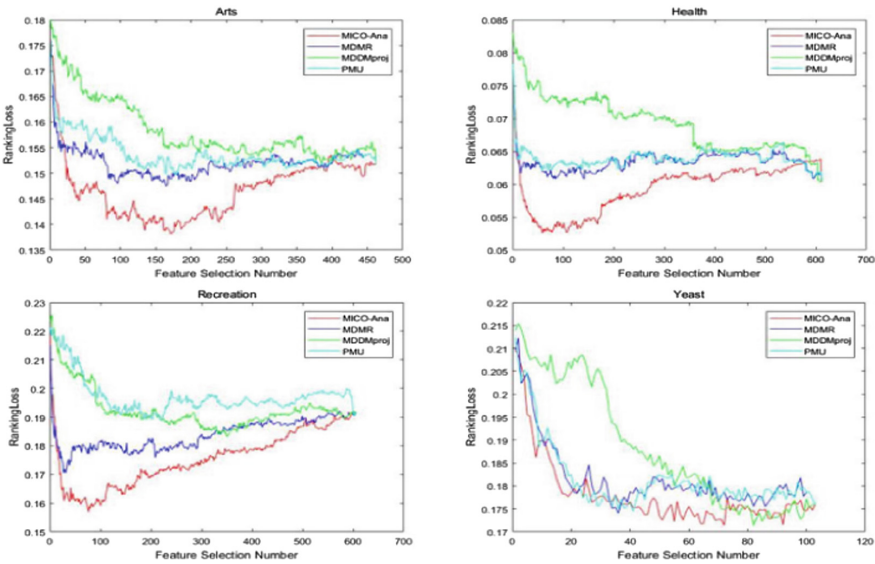 Arts
0.18
0.175
0.17
0.165
0.16
0.155
0.15
0.145
0.14
0.135
RankingLoss
0 50 100 150 200 250 300 350 400 450 500
Feature Selection Number
MICO-Ana
MDMR
MDDMproj
PMU
Health
0.085
0.08
0.075
0.07
0.065
0.06
0.055
0.05
RankingLoss
0 100 200 300 400 500 600 700
Feature Selection Number
MICO-Ana
MDMR
MDDMproj
PMU
Recreation
0.23
0.22
0.21
0.2
0.19
0.18
0.17
0.16
0.15
RankingLoss
0 100 200 300 400 500 600 700
Feature Selection Number
MICO-Ana
MDMR
MDDMproj
PMU
Yeast
0.22
0.215
0.21
0.205
0.2
0.195
0.19
0.185
0.18
0.175
0.17
RankingLoss
0 20 40 60 80 100 120
Feature Selection Number
MICO-Ana
MDMR
MDDMproj
PMU